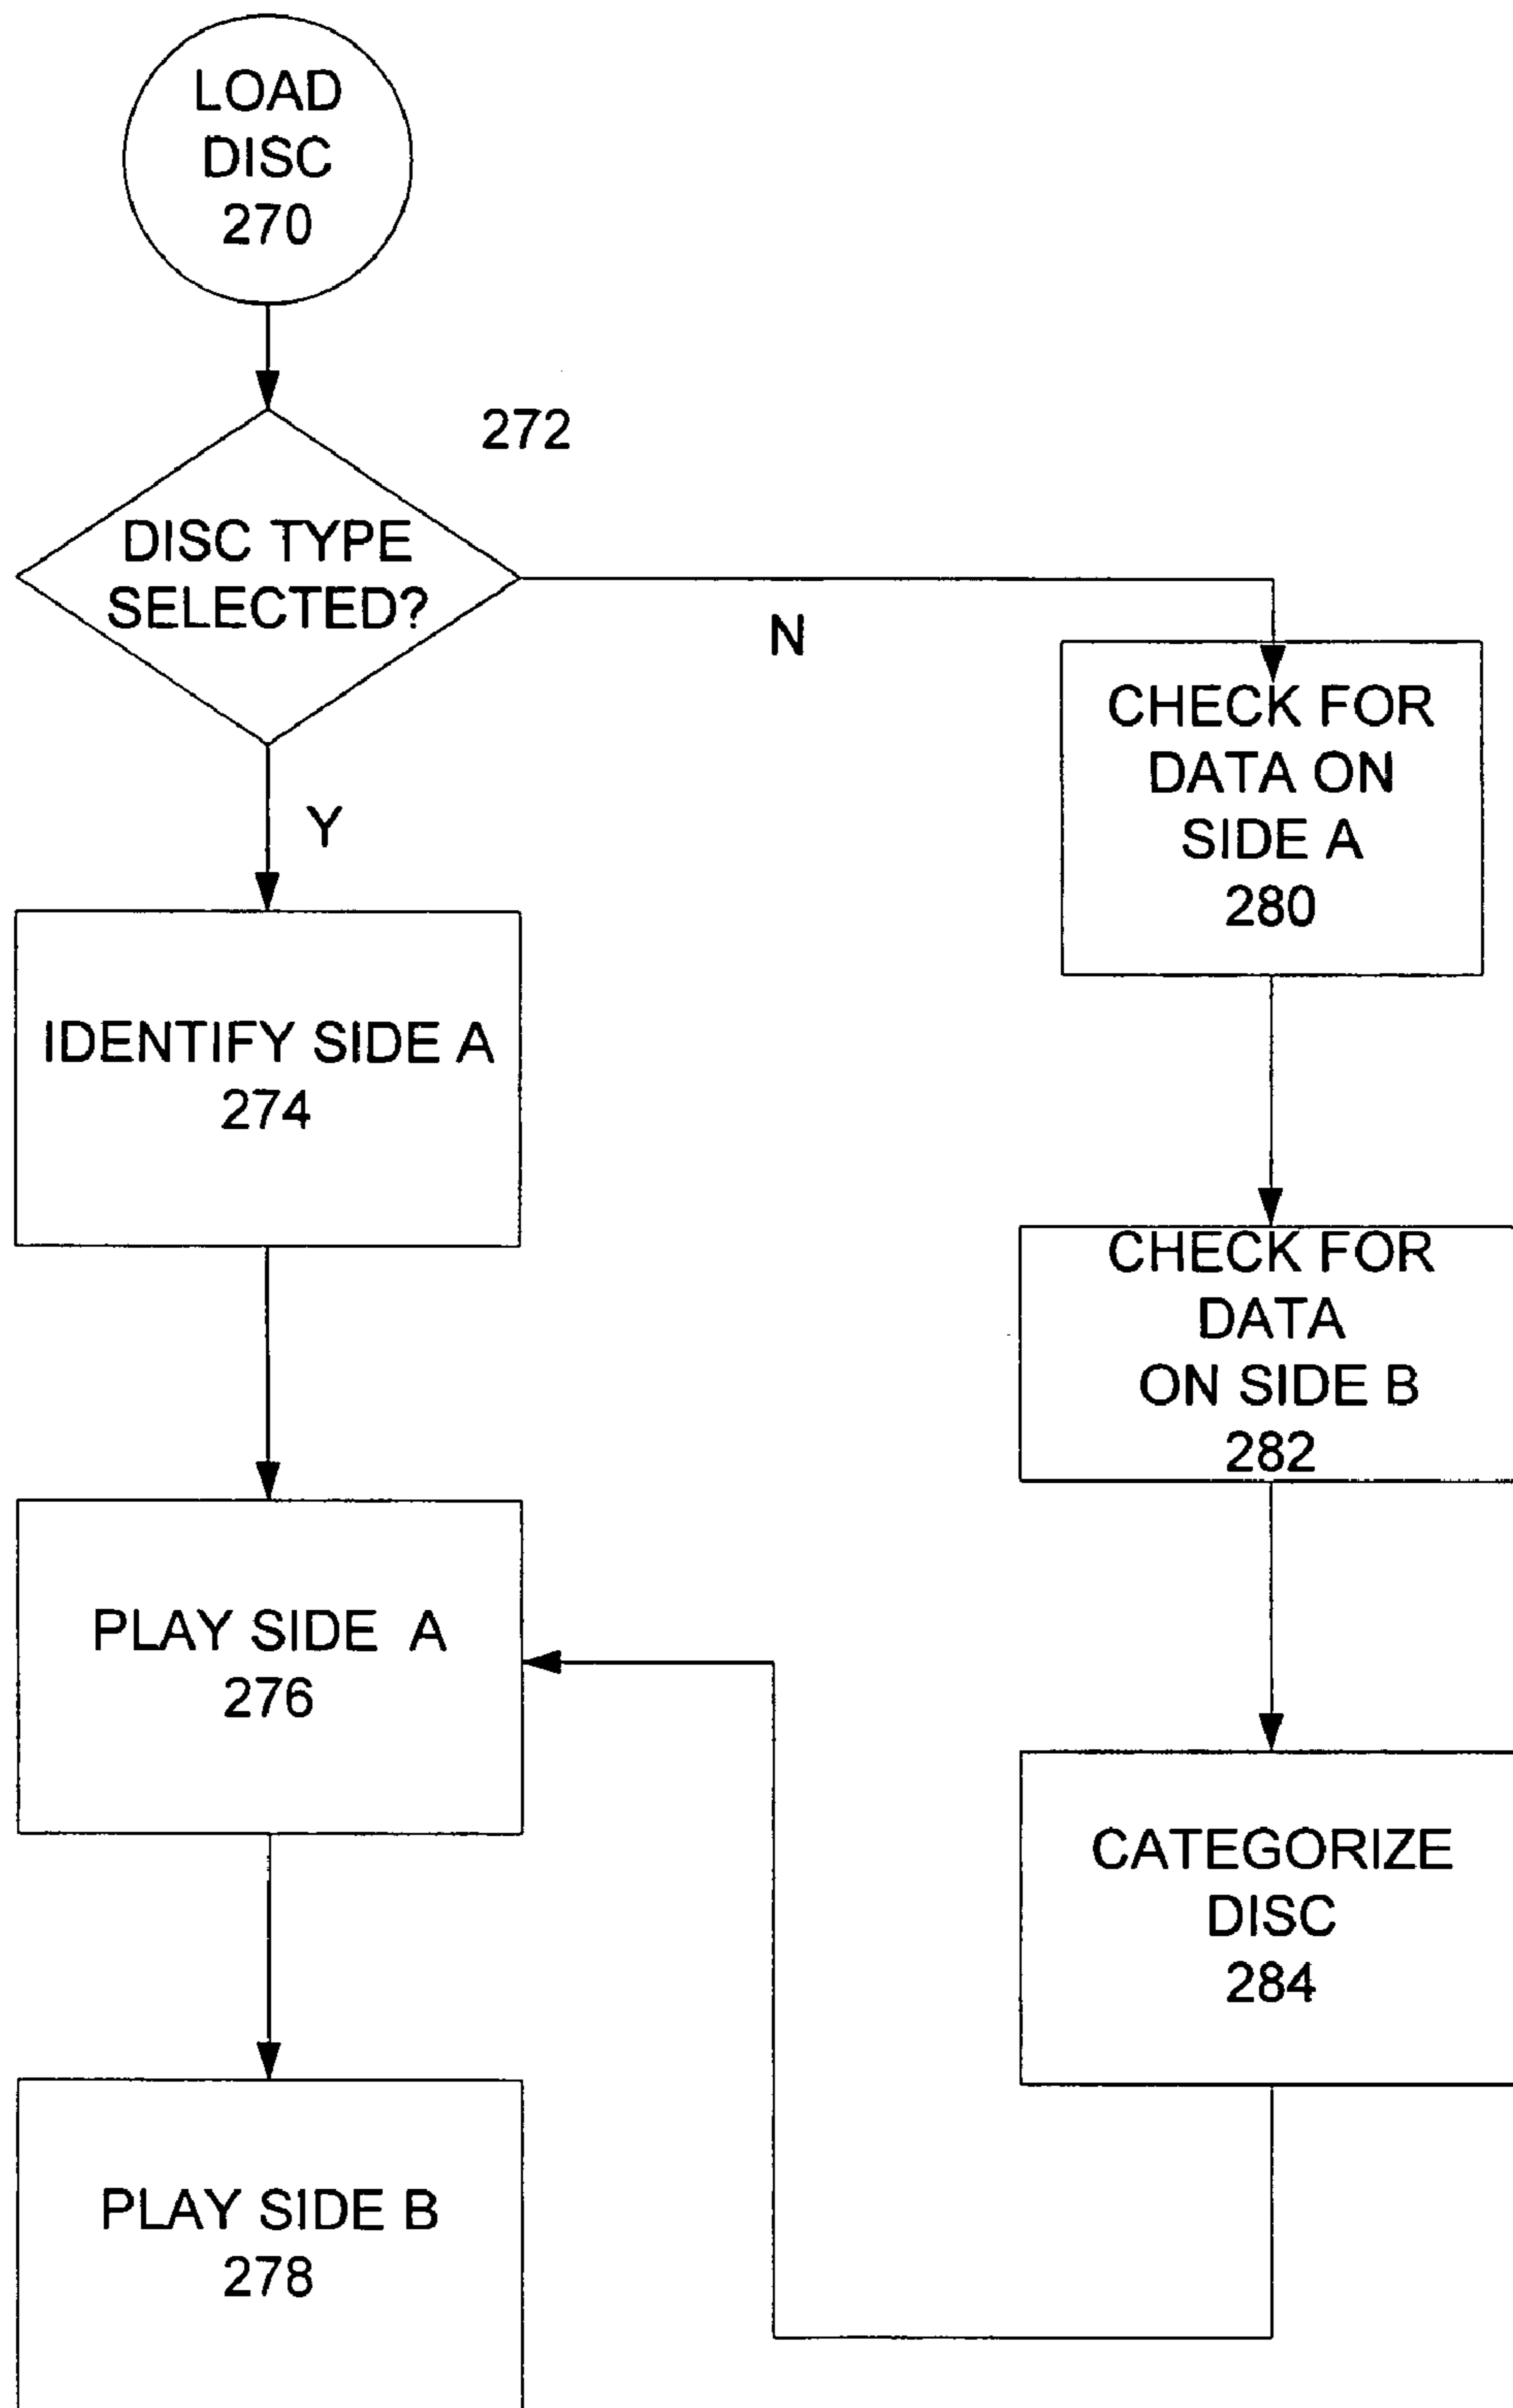 LOAD
DISC
270
272
DISC TYPE
SELECTED?
N
Y
CHECK FOR
DATA ON
SIDE A
280
IDENTIFY SIDE A
274
CHECK FOR
DATA
ON SIDE B
282
PLAY SIDE A
276
CATEGORIZE
DISC
284
PLAY SIDE B
278